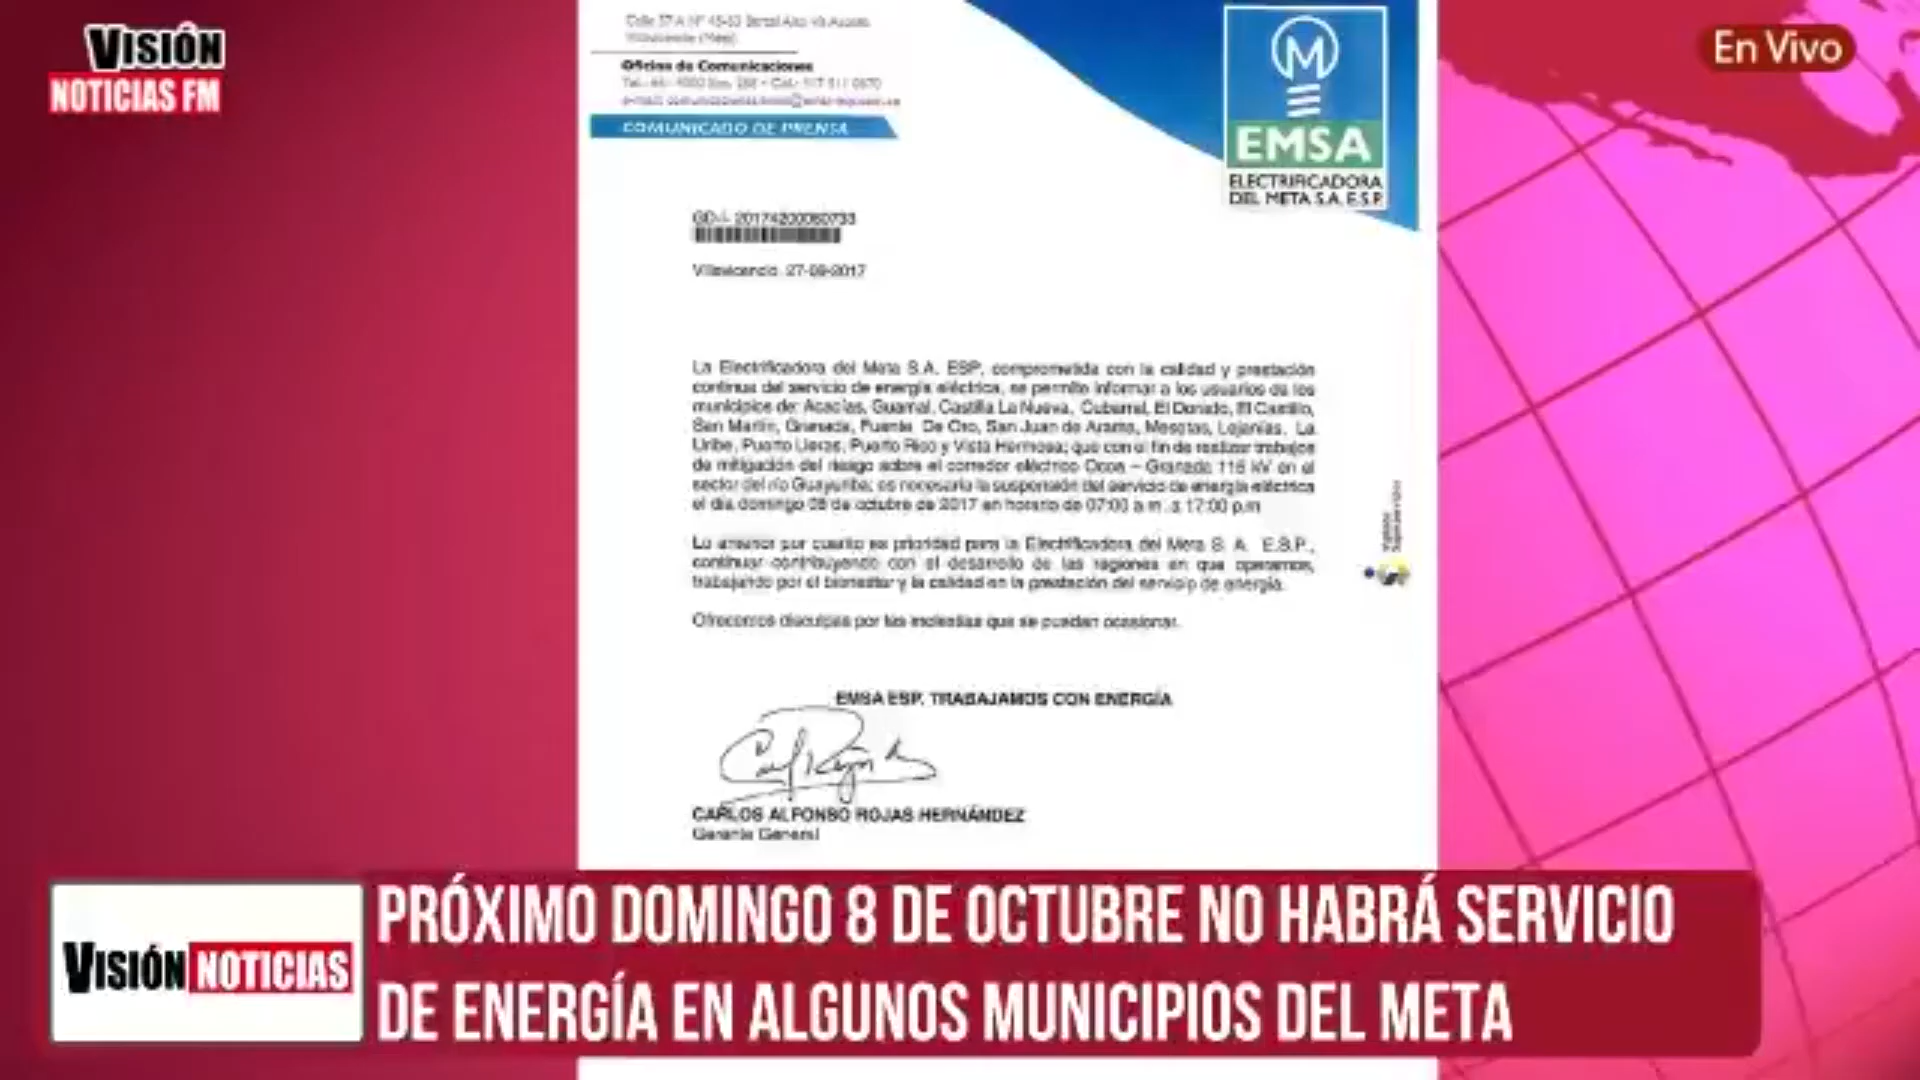 VISIÓN
NOTICIAS FM
En Vivo
Oficina de Comunicaciones
COMUNICADO DE PRENSA
M
EMSA
ELECTRIFICADORA
DEL META S.A. E.S.P.
Villavicencio, 27-09-2017
La Electrificadora del Meta S.A. ESP, comprometida con la calidad y prestación
continua del servicio de energía eléctrica, se permite informar a los usuarios de los
municipios de: Acacías, Guamal, Castilla La Nueva, Cubarral, El Dorado, El Castillo,
San Martín, Granada, Fuente De Oro, San Juan de Arama, Mesetas, Lejanías, La
Uribe, Puerto Lleras, Puerto Rico y Vista Hermosa; que con el fin de realizar trabajos
de mitigación del riesgo sobre el corredor eléctrico Ocoa – Granada 115 kV en el
sector del río Guayuriba; es necesaria la suspensión del servicio de energía eléctrica
el día domingo 08 de octubre de 2017 en horario de 07:00 a.m. a 17:00 p.m
Lo anterior por cuanto es prioridad para la Electrificadora del Meta S. A. E.S.P.,
continuar contribuyendo con el desarrollo de las regiones en que operamos,
trabajando por el bienestar y la calidad en la prestación del servicio de energía.
Ofrecemos disculpas por las molestias que se puedan ocasionar.
EMSA ESP. TRABAJAMOS CON ENERGÍA
CARLOS ALFONSO ROJAS HERNÁNDEZ
Gerente General
VISIÓN NOTICIAS
PRÓXIMO DOMINGO 8 DE OCTUBRE NO HABRÁ SERVICIO
DE ENERGÍA EN ALGUNOS MUNICIPIOS DEL META